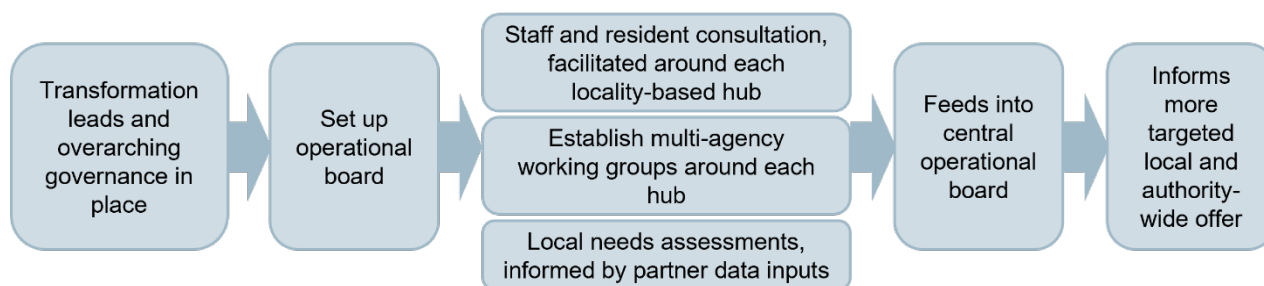 Transformation
leads and
overarching
governance in
place
Set up
operational
board
Staff and resident consultation,
facilitated around each
locality-based hub
Establish multi-agency
working groups around each
hub
Local needs assessments,
informed by partner data inputs
Feeds into
central
operational
board
Informs
more
targeted
local and
authority-
wide offer